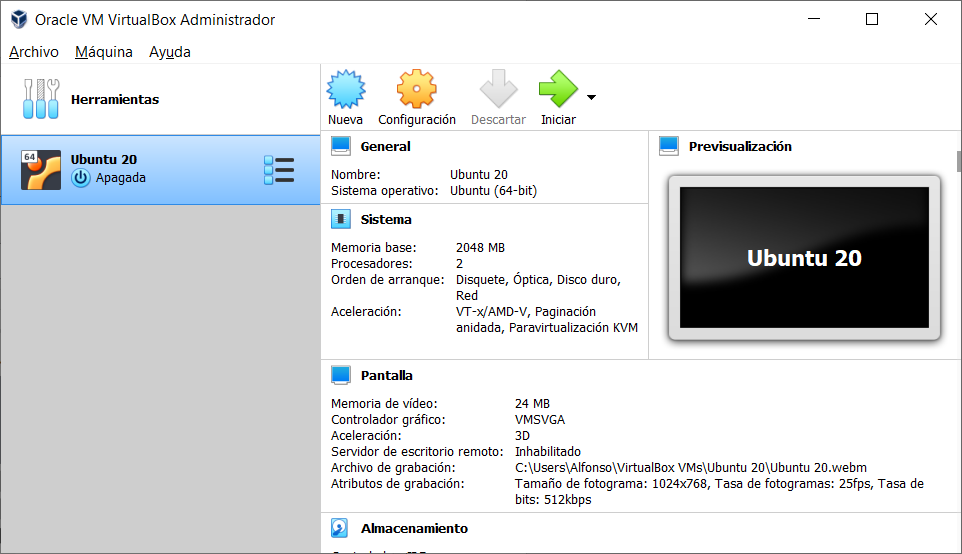 Oracle VM VirtualBox Administrador
Archivo Máquina Ayuda
Herramientas
Nueva Configuración Descartar Iniciar
64
Ubuntu 20
Apagada
General
Nombre: Ubuntu 20
Sistema operativo: Ubuntu (64-bit)
Sistema
Memoria base: 2048 MB
Procesadores: 2
Orden de arranque: Disquete, Óptica, Disco duro,
Red
Aceleración: VT-x/AMD-V, Paginación
anidada, Paravirtualización KVM
Previsualización
Ubuntu 20
Pantalla
Memoria de vídeo: 24 MB
Controlador gráfico: VMSVGA
Aceleración: 3D
Servidor de escritorio remoto: Inhabilitado
Archivo de grabación: C:\Users\Alfonso\VirtualBox VMs\Ubuntu 20\Ubuntu 20.webm
Atributos de grabación: Tamaño de fotograma: 1024x768, Tasa de fotogramas: 25fps, Tasa de
bits: 512kbps
Almacenamiento